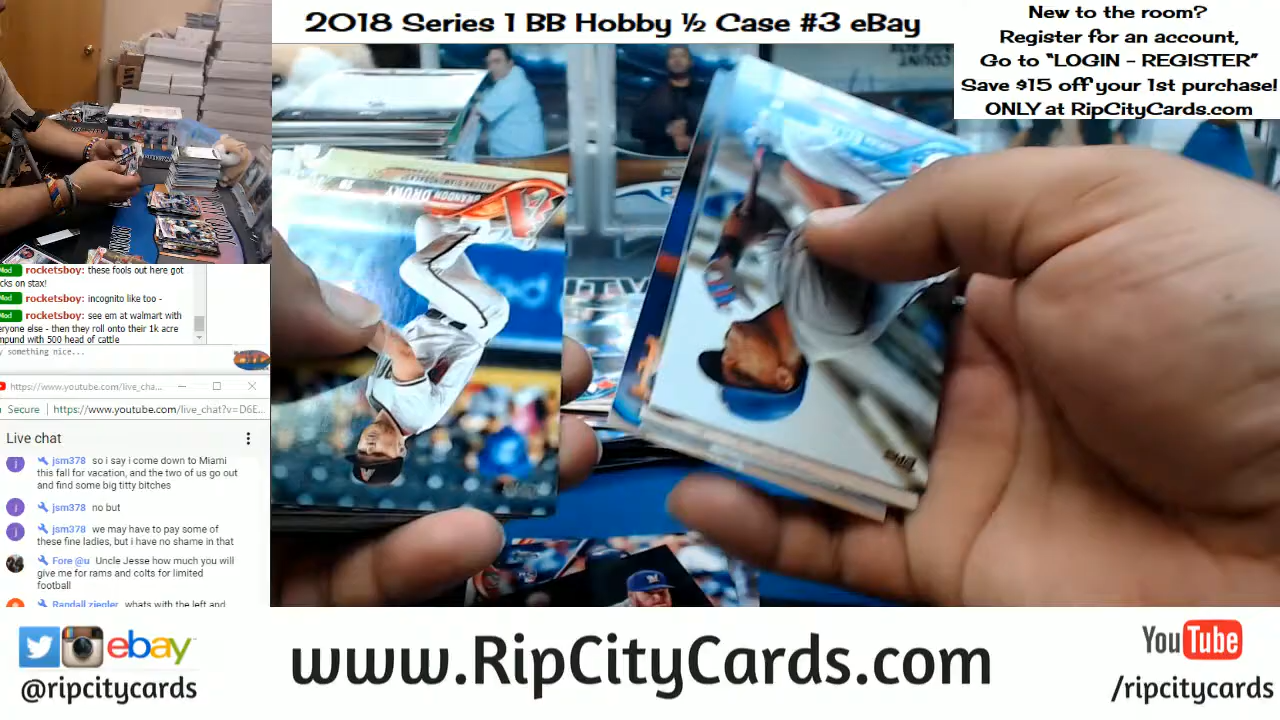 2018 Series 1 BB Hobby ½ Case #3 eBay
New to the room?
Register for an account,
Go to “LOGIN - REGISTER”
Save $15 off your 1st purchase!
ONLY at RipCityCards.com
BRANDON DRURY
Topps
Mod rocketsboy: these fools out here got
cks on stax!
Mod rocketsboy: incognito like too -
Mod rocketsboy: see em at walmart with
eryone else - then they roll onto their 1k acre
mpund with 500 head of cattle
y something nice...
https://www.youtube.com/live_cha...
Secure https://www.youtube.com/live_chat?v=D6E...
Live chat
jsm378 so i say i come down to Miami
this fall for vacation, and the two of us go out
and find some big titty bitches
jsm378 no but
jsm378 we may have to pay some of
these fine ladies, but i have no shame in that
Fore @u Uncle Jesse how much you will
give me for rams and colts for limited
football
Randall ziegler whats with the left and
ebay
@ripcitycards
www.RipCityCards.com
YouTube
/ripcitycards